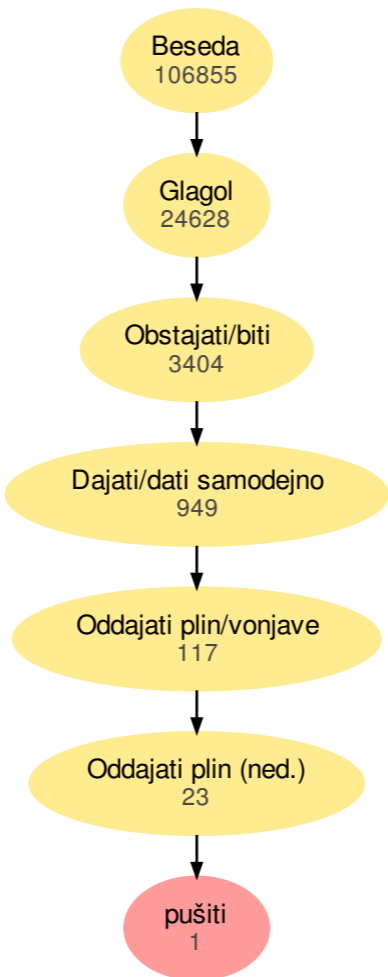 Beseda
106855
Glagol
24628
Obstajati/biti
3404
Dajati/dati samodejno
949
Oddajati plin/vonjave
117
Oddajati plin (ned.)
23
pušiti
1